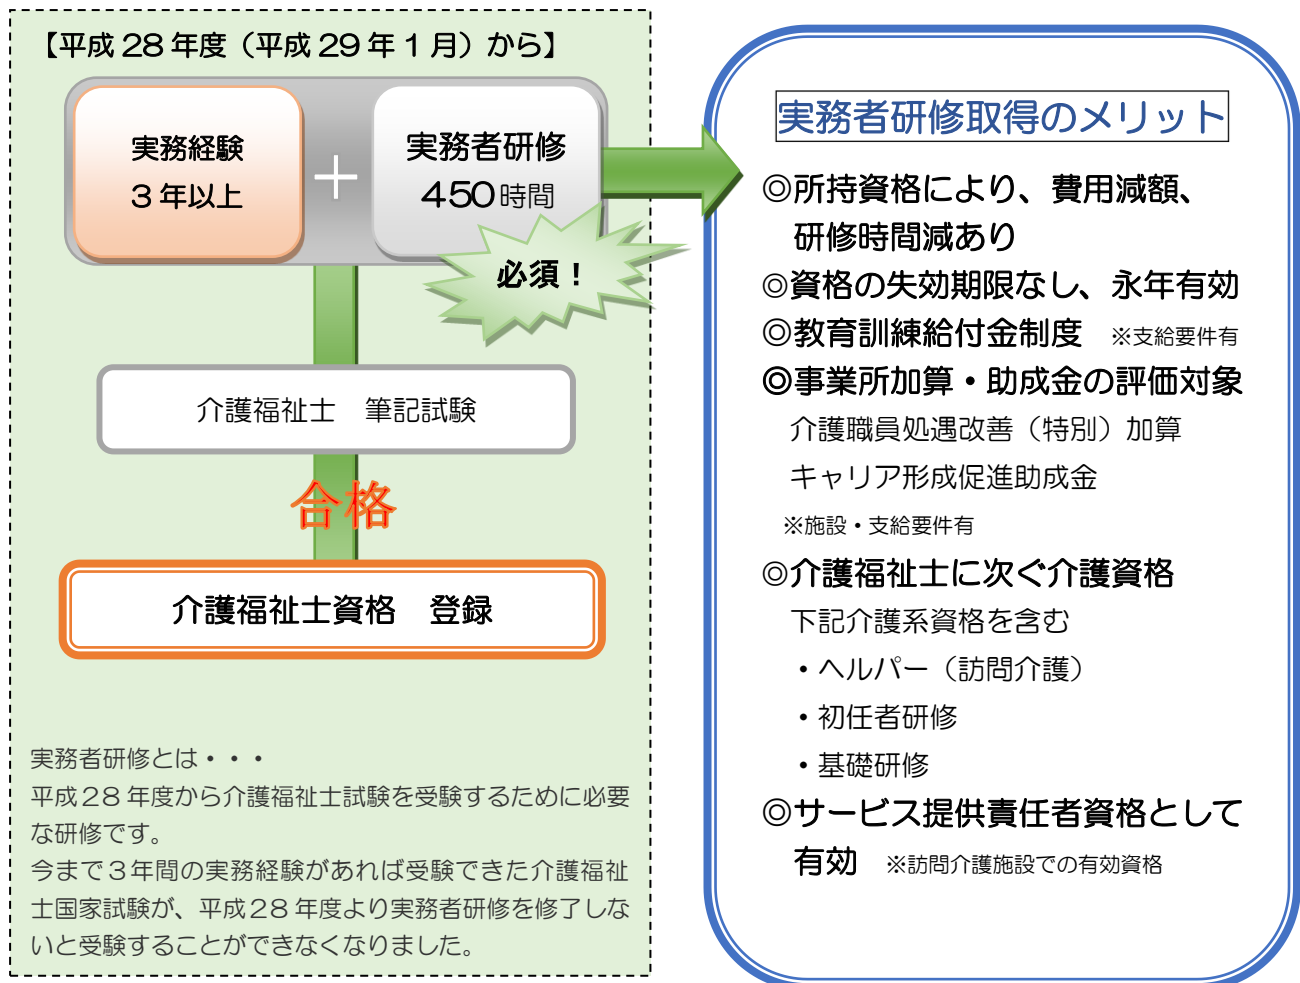 【平成28年度（平成29年1月）から】
実務経験
3年以上
＋
実務者研修
450時間
必須！
介護福祉士　筆記試験
合格
介護福祉士資格　登録
実務者研修とは・・・
平成28年度から介護福祉士試験を受験するために必要
な研修です。
今まで3年間の実務経験があれば受験できた介護福祉
士国家試験が、平成28年度より実務者研修を修了しな
いと受験することができなくなりました。
実務者研修取得のメリット
◎所持資格により、費用減額、
研修時間減あり
◎資格の失効期限なし、永年有効
◎教育訓練給付金制度　※支給要件有
◎事業所加算・助成金の評価対象
介護職員処遇改善（特別）加算
キャリア形成促進助成金
※施設・支給要件有
◎介護福祉士に次ぐ介護資格
下記介護系資格を含む
・ヘルパー（訪問介護）
・初任者研修
・基礎研修
◎サービス提供責任者資格として
有効　※訪問介護施設での有効資格